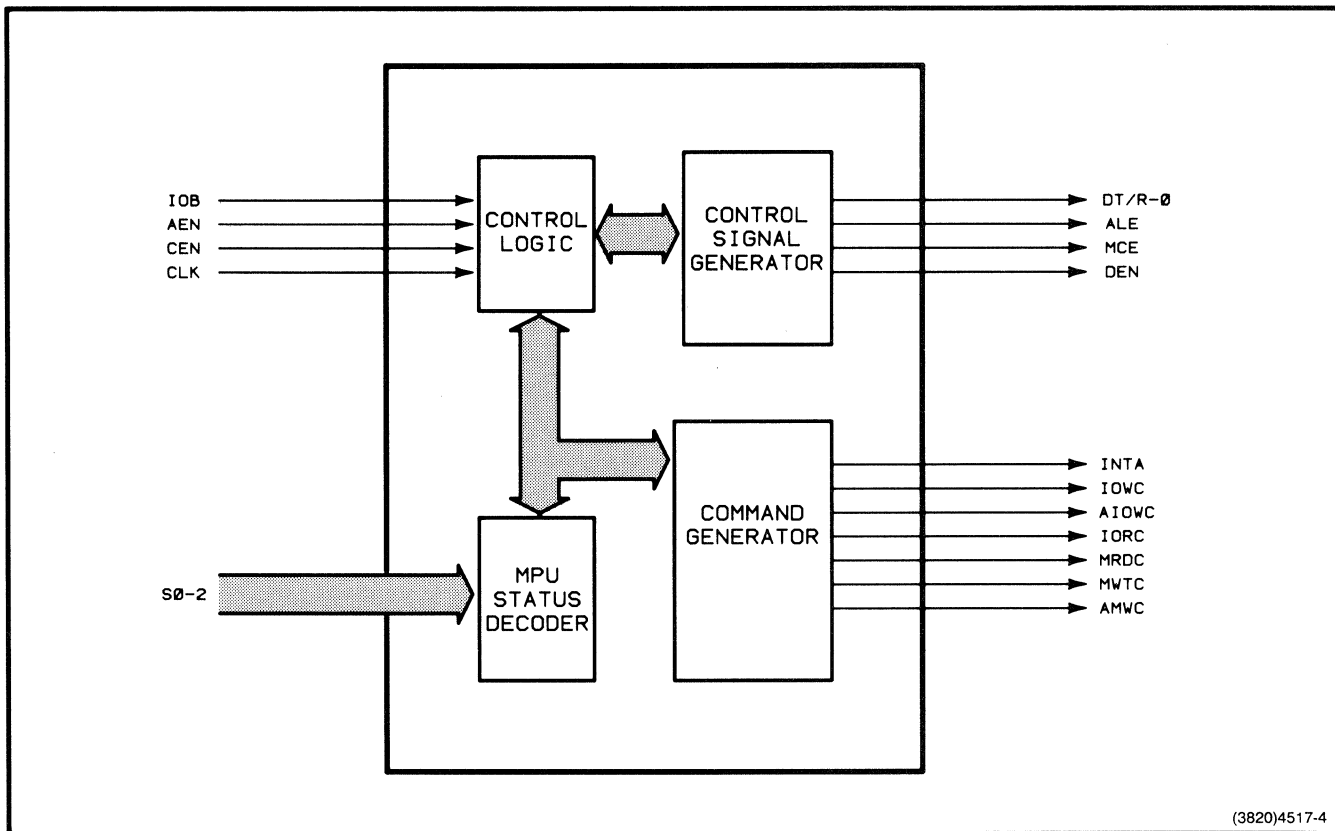 IOB
AEN
CEN
CLK
CONTROL
LOGIC
CONTROL
SIGNAL
GENERATOR
DT/R-0
ALE
MCE
DEN
S0-2
MPU
STATUS
DECODER
COMMAND
GENERATOR
INTA
IOWC
AIOWC
IORC
MRDC
MWTC
AMWC
(3820)4517-4